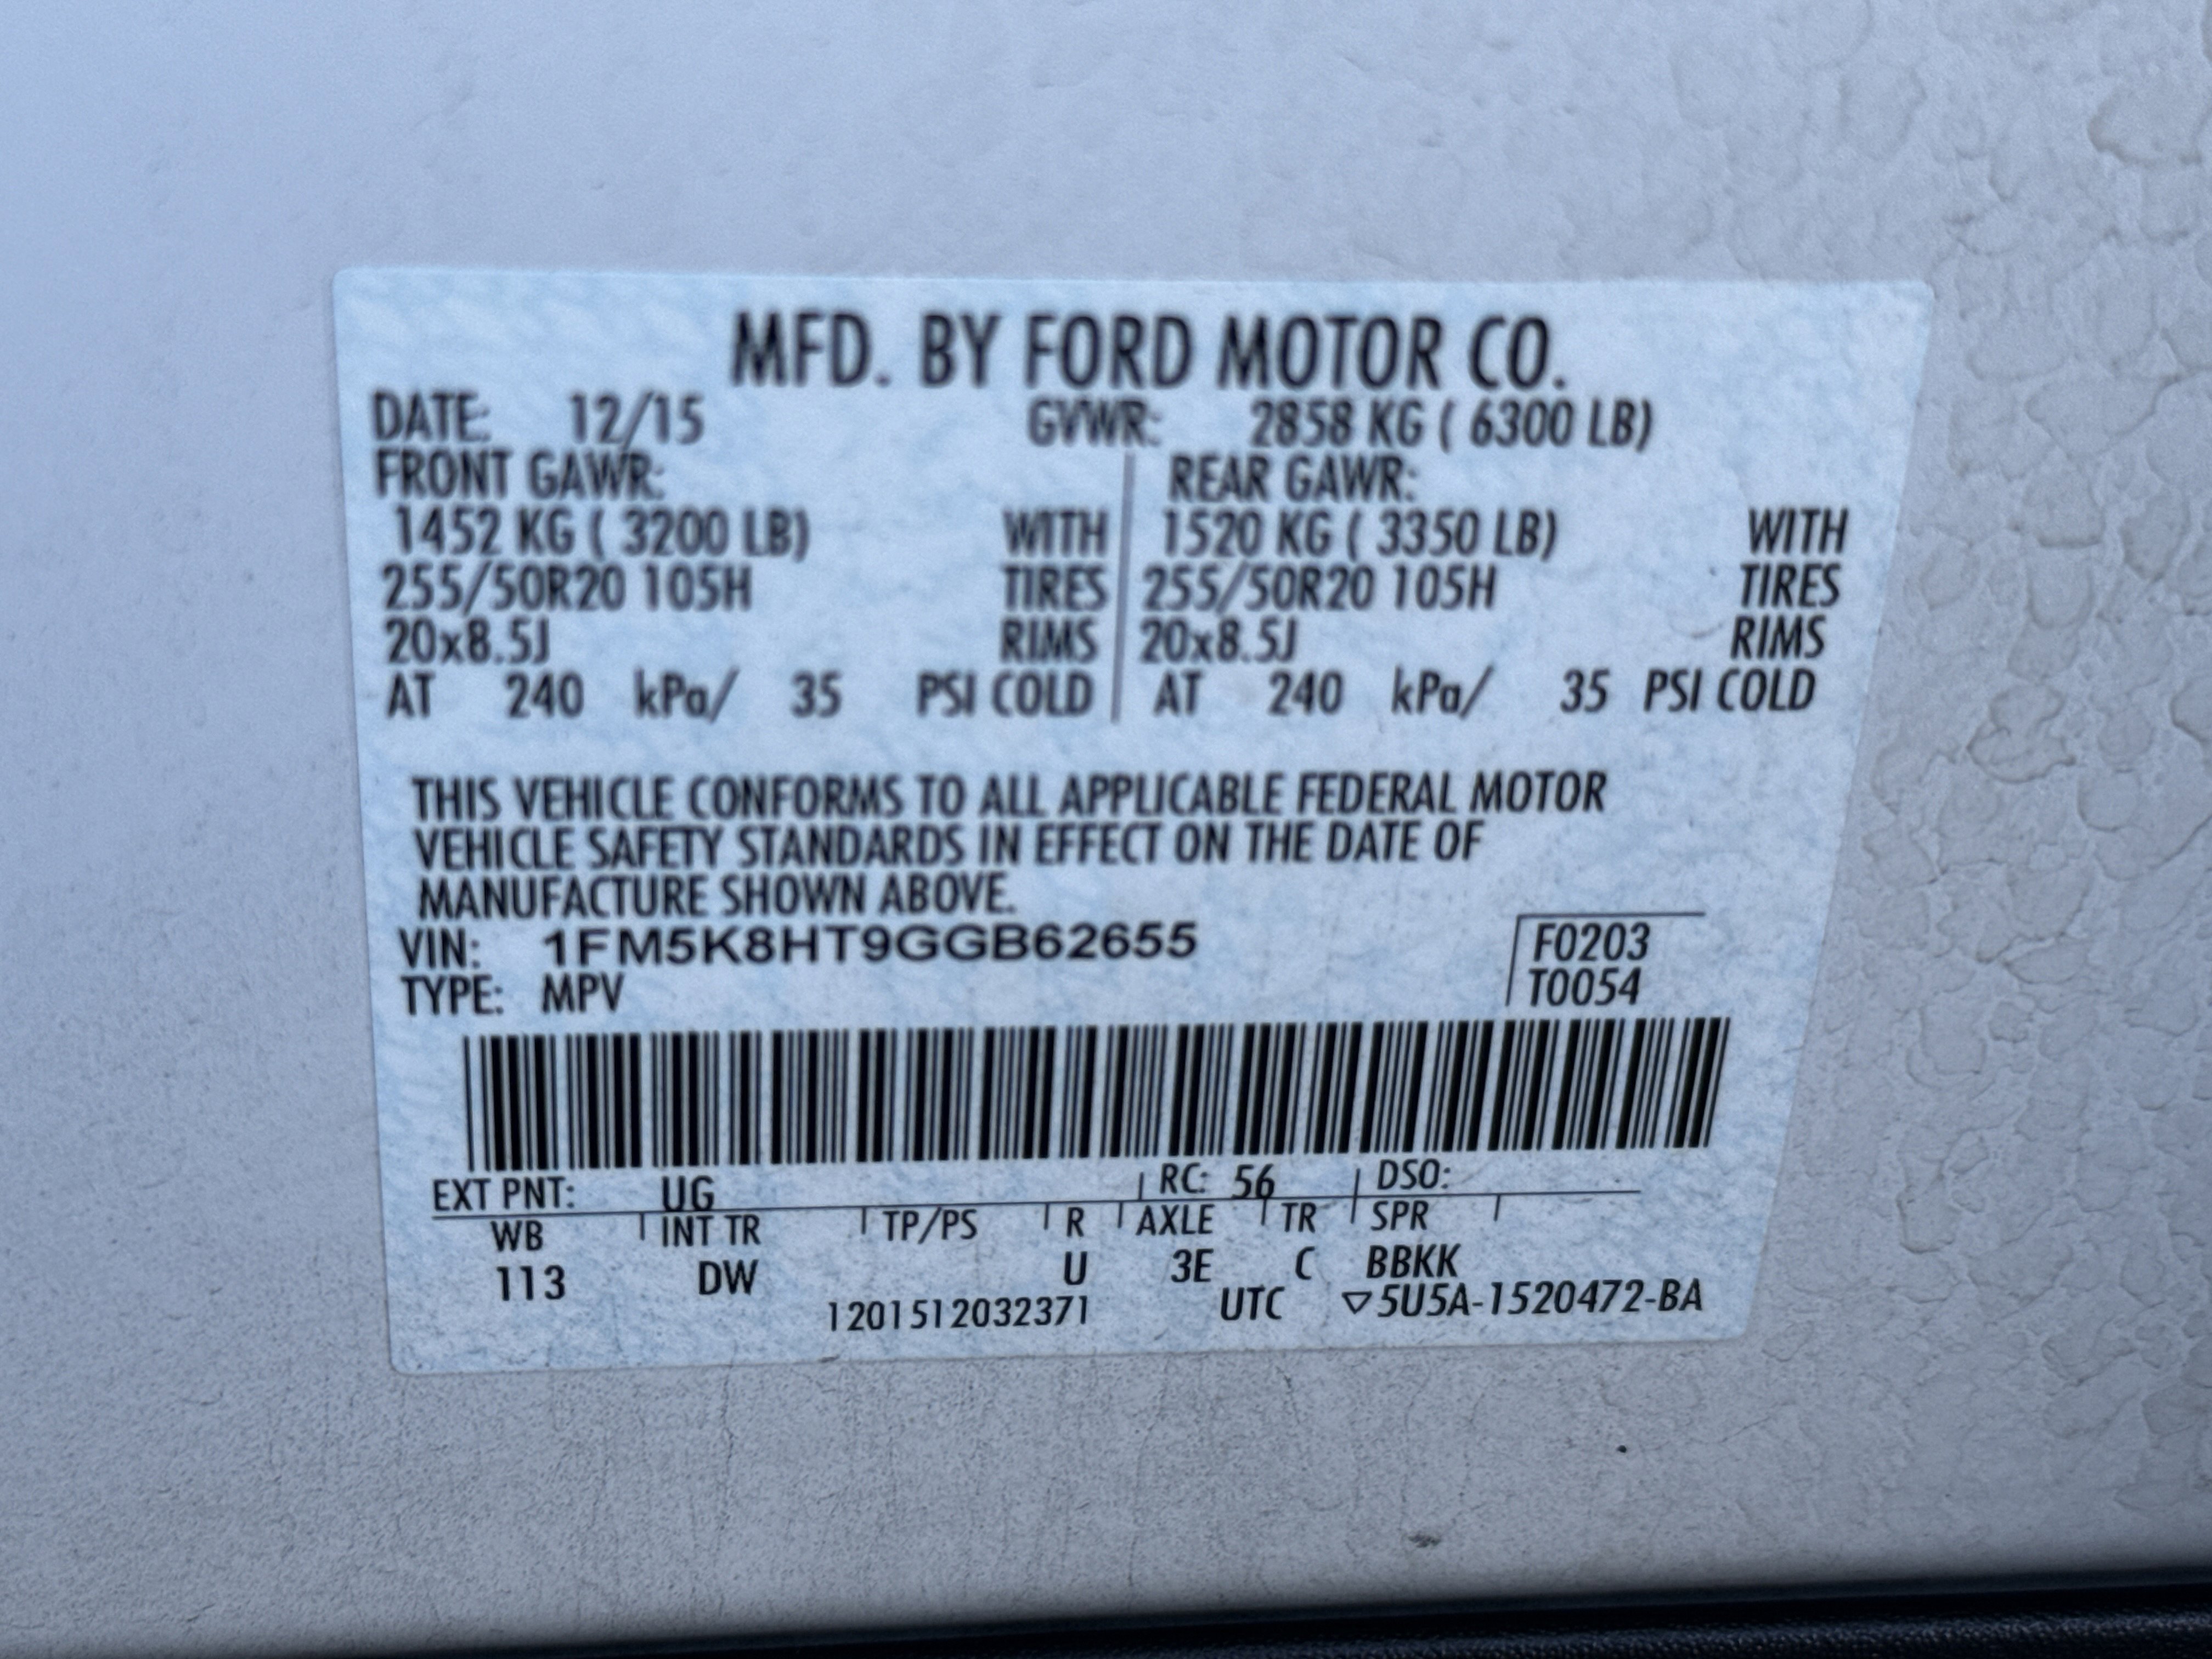 MFD. BY FORD MOTOR CO.
DATE: 12/15 GVWR: 2858 KG ( 6300 LB)
FRONT GAWR: REAR GAWR:
1452 KG ( 3200 LB) WITH 1520 KG ( 3350 LB) WITH
255/50R20 105H TIRES 255/50R20 105H TIRES
20x8.5J RIMS 20x8.5J RIMS
AT 240 kPa/ 35 PSI COLD AT 240 kPa/ 35 PSI COLD
THIS VEHICLE CONFORMS TO ALL APPLICABLE FEDERAL MOTOR
VEHICLE SAFETY STANDARDS IN EFFECT ON THE DATE OF
MANUFACTURE SHOWN ABOVE.
VIN: 1FM5K8HT9GGB62655 F0203
TYPE: MPV T0054
EXT PNT: UG RC: 56 DSO:
WB INT TR TP/PS R AXLE TR SPR
113 DW U 3E C BBKK
1201512032371 UTC ▽5U5A-1520472-BA